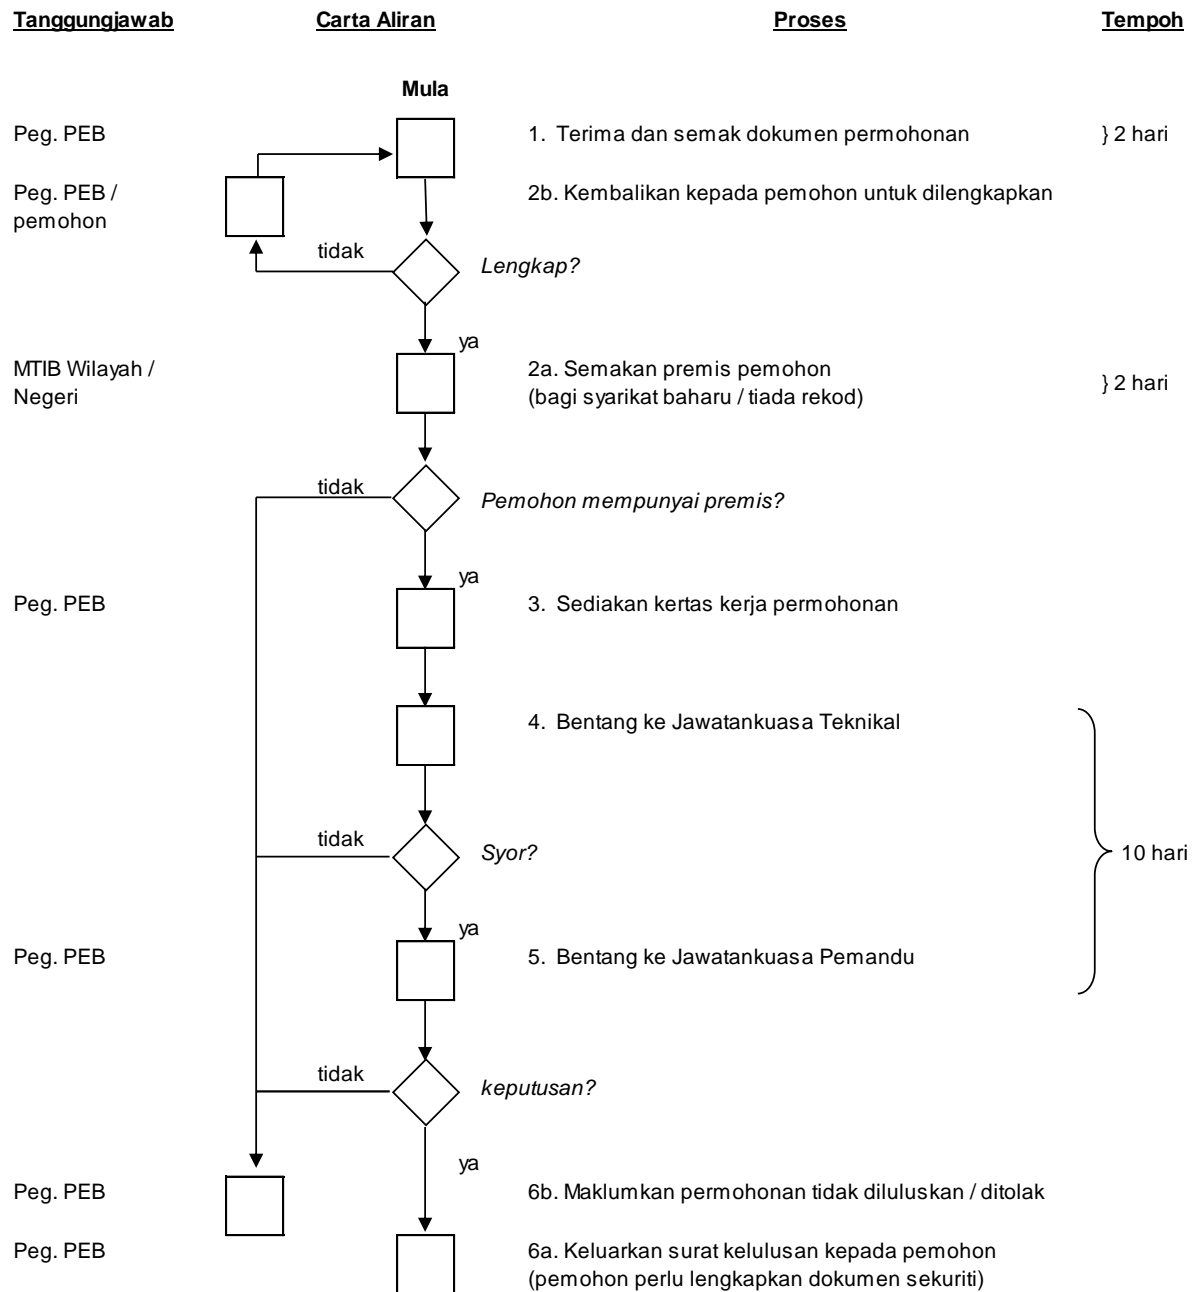 Tanggungjawab Carta Aliran Proses Tempoh
Mula
Peg. PEB 1. Terima dan semak dokumen permohonan } 2 hari
Peg. PEB / 2b. Kembalikan kepada pemohon untuk dilengkapkan
pemohon
tidak
Lengkap?
ya
MTIB Wilayah / 2a. Semakan premis pemohon
Negeri (bagi syarikat baharu / tiada rekod) } 2 hari
tidak
Pemohon mempunyai premis?
ya
Peg. PEB 3. Sediakan kertas kerja permohonan
4. Bentang ke Jawatankuasa Teknikal
tidak
Syor? 10 hari
ya
Peg. PEB 5. Bentang ke Jawatankuasa Pemandu
tidak
keputusan?
ya
Peg. PEB 6b. Maklumkan permohonan tidak diluluskan / ditolak
Peg. PEB 6a. Keluarkan surat kelulusan kepada pemohon
(pemohon perlu lengkapkan dokumen sekuriti)